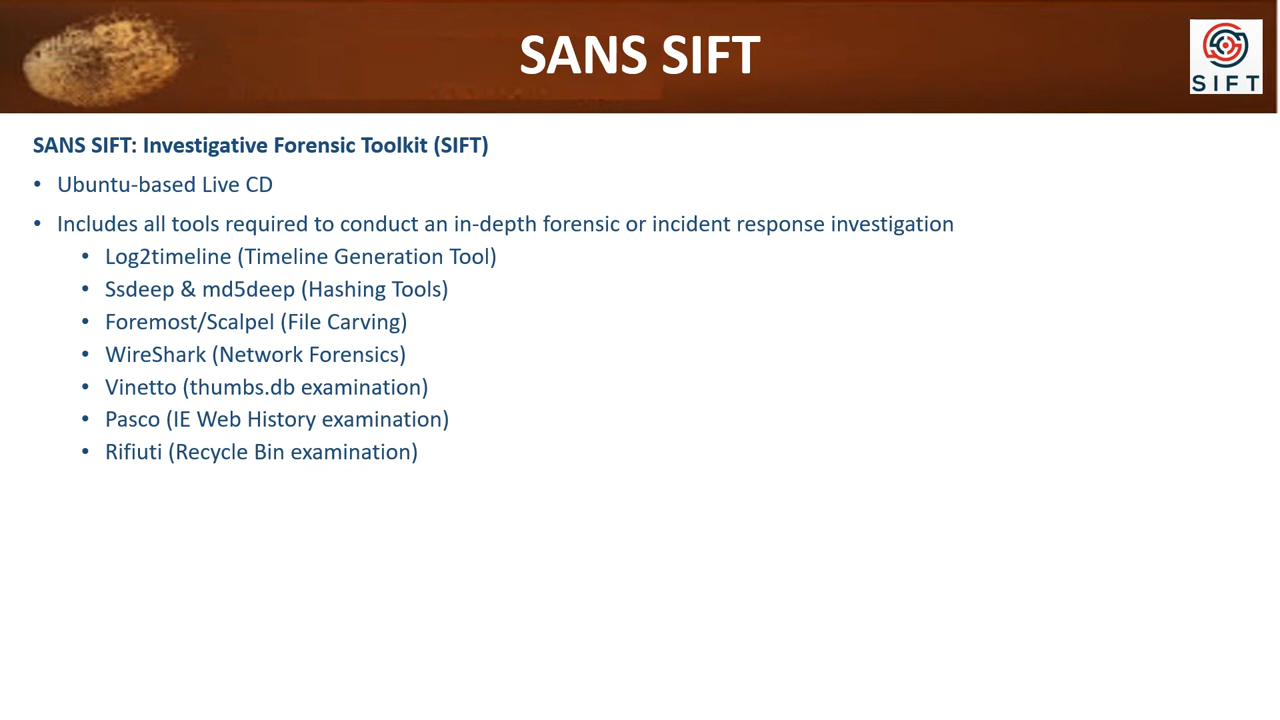 SANS SIFT
SIFT
SANS SIFT: Investigative Forensic Toolkit (SIFT)
• Ubuntu-based Live CD
• Includes all tools required to conduct an in-depth forensic or incident response investigation
• Log2timeline (Timeline Generation Tool)
• Ssdeep & md5deep (Hashing Tools)
• Foremost/Scalpel (File Carving)
• WireShark (Network Forensics)
• Vinetto (thumbs.db examination)
• Pasco (IE Web History examination)
• Rifiuti (Recycle Bin examination)